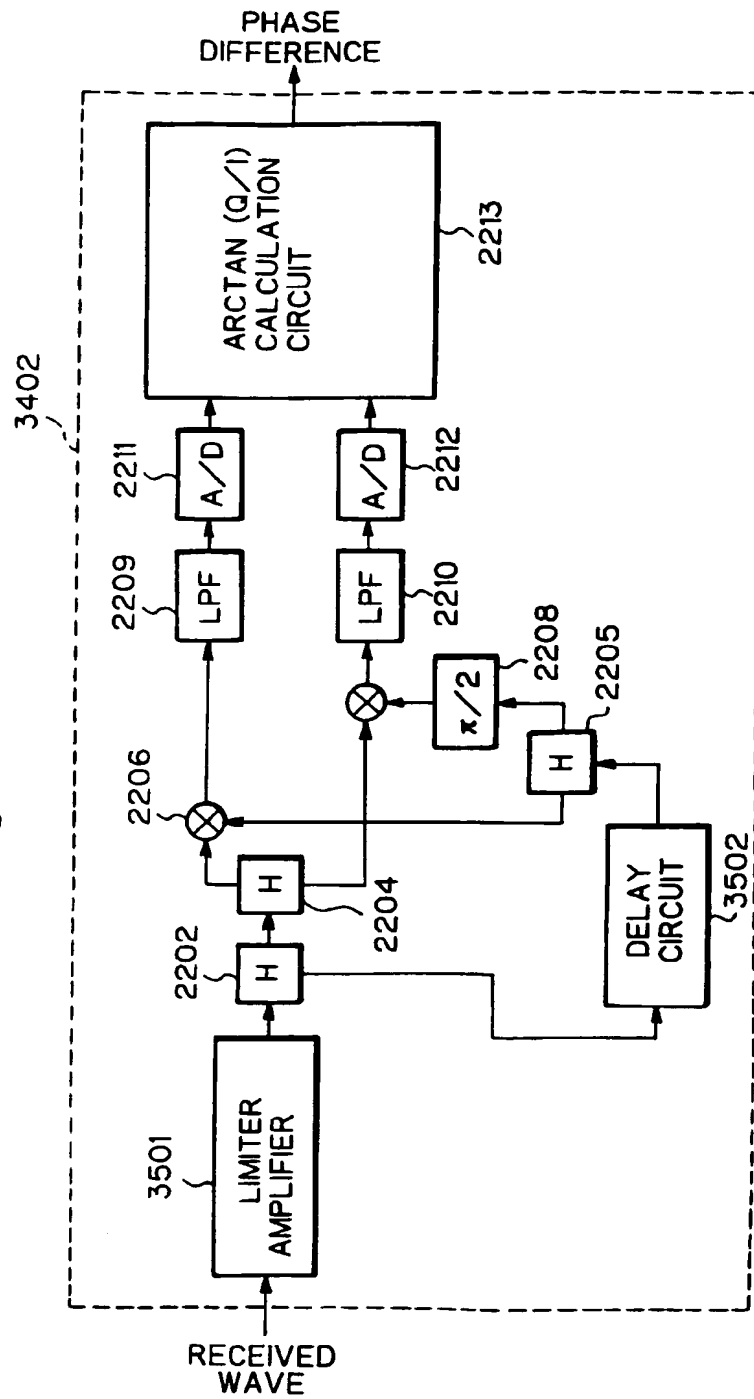 PHASE
DIFFERENCE
3402
ARCTAN (Q/I)
CALCULATION
CIRCUIT
2213
2211
A/D
A/D
2212
2209
LPF
LPF
2210
2206
π/2
2208
H
2205
2202
H
H
2204
3501
LIMITER
AMPLIFIER
DELAY
CIRCUIT
3502
RECEIVED
WAVE